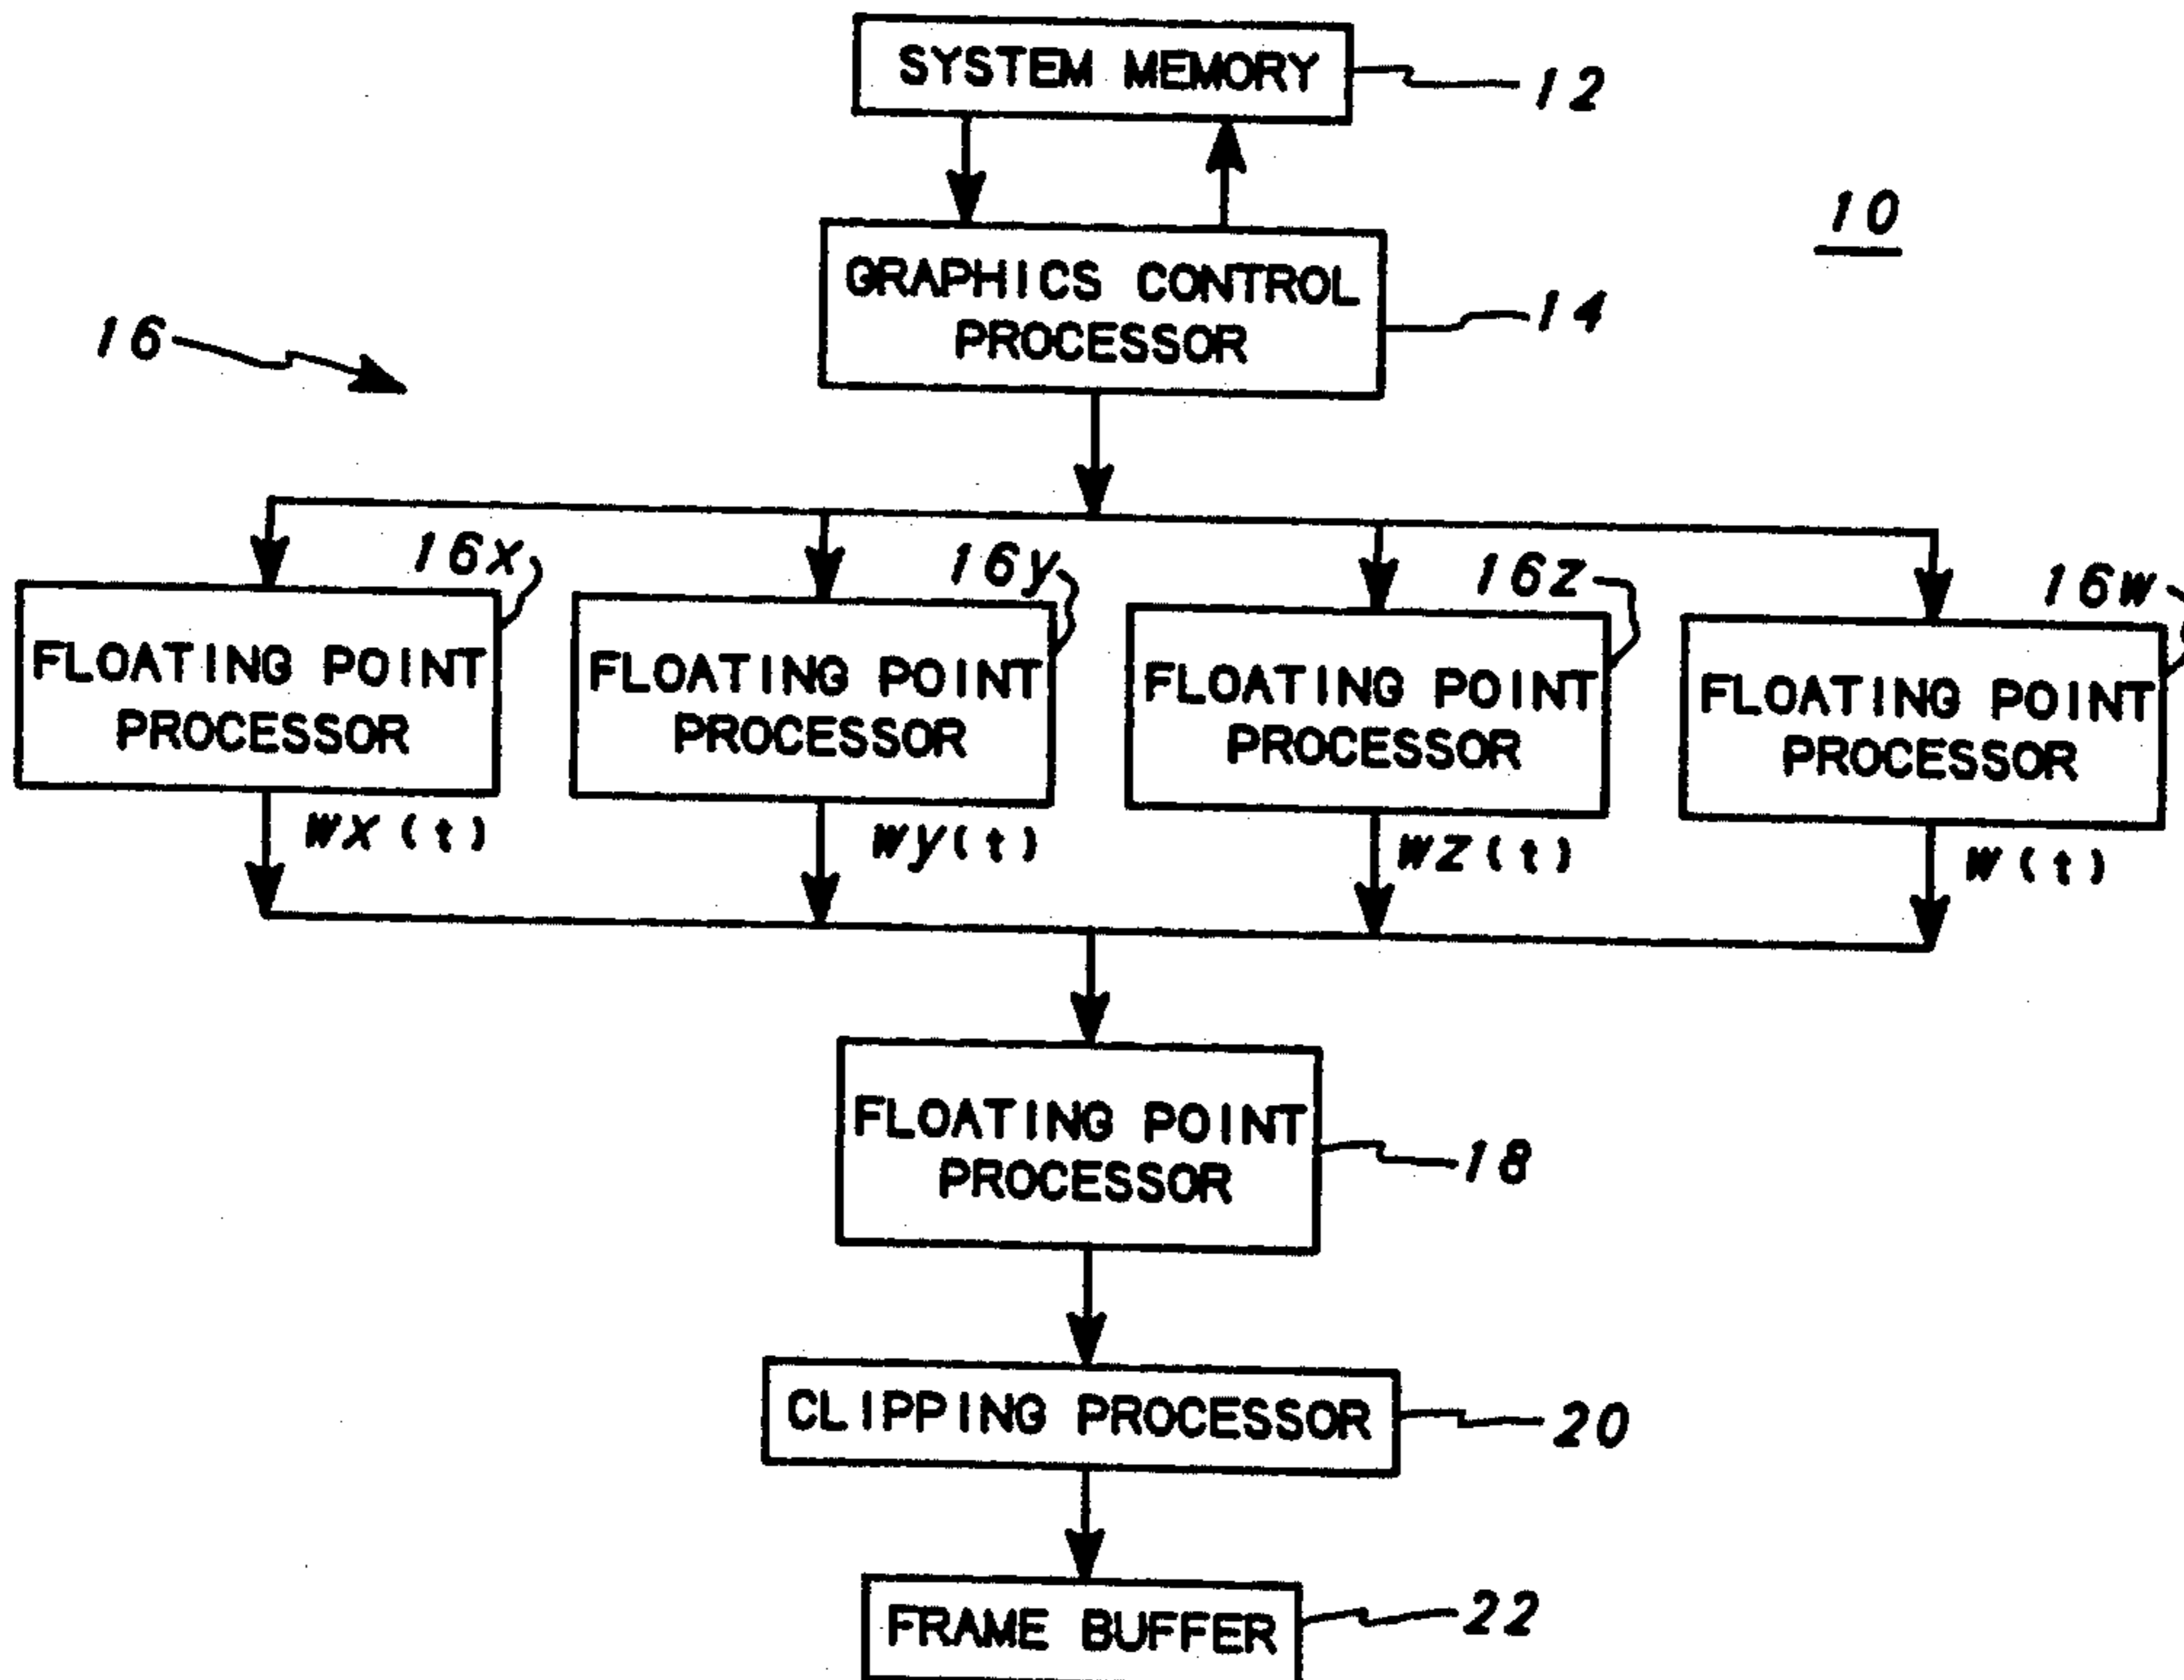 SYSTEM MEMORY
12
10
GRAPHICS CONTROL
PROCESSOR
14
16
16x
16y
16z
16w
FLOATING POINT
PROCESSOR
FLOATING POINT
PROCESSOR
FLOATING POINT
PROCESSOR
FLOATING POINT
PROCESSOR
wx(t)
wy(t)
wz(t)
w(t)
FLOATING POINT
PROCESSOR
18
CLIPPING PROCESSOR
20
FRAME BUFFER
22